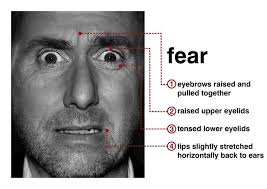 fear
1 eyebrows raised and
pulled together
2 raised upper eyelids
3 tensed lower eyelids
4 lips slightly stretched
horizontally back to ears